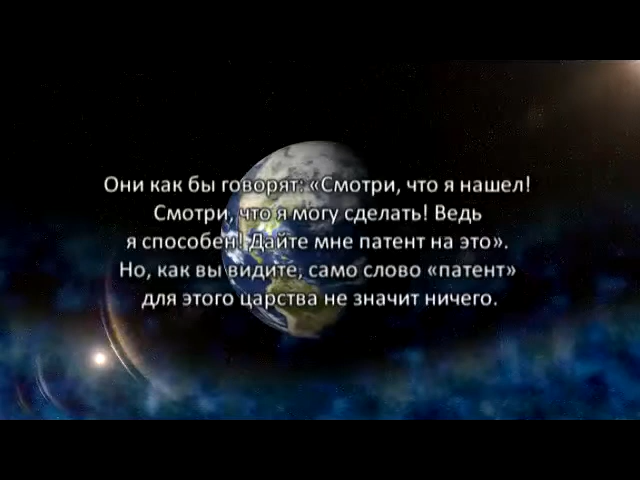 Они как бы говорят: «Смотри, что я нашел!
Смотри, что я могу сделать! Ведь
я способен! Дайте мне патент на это».
Но, как вы видите, само слово «патент»
для этого царства не значит ничего.